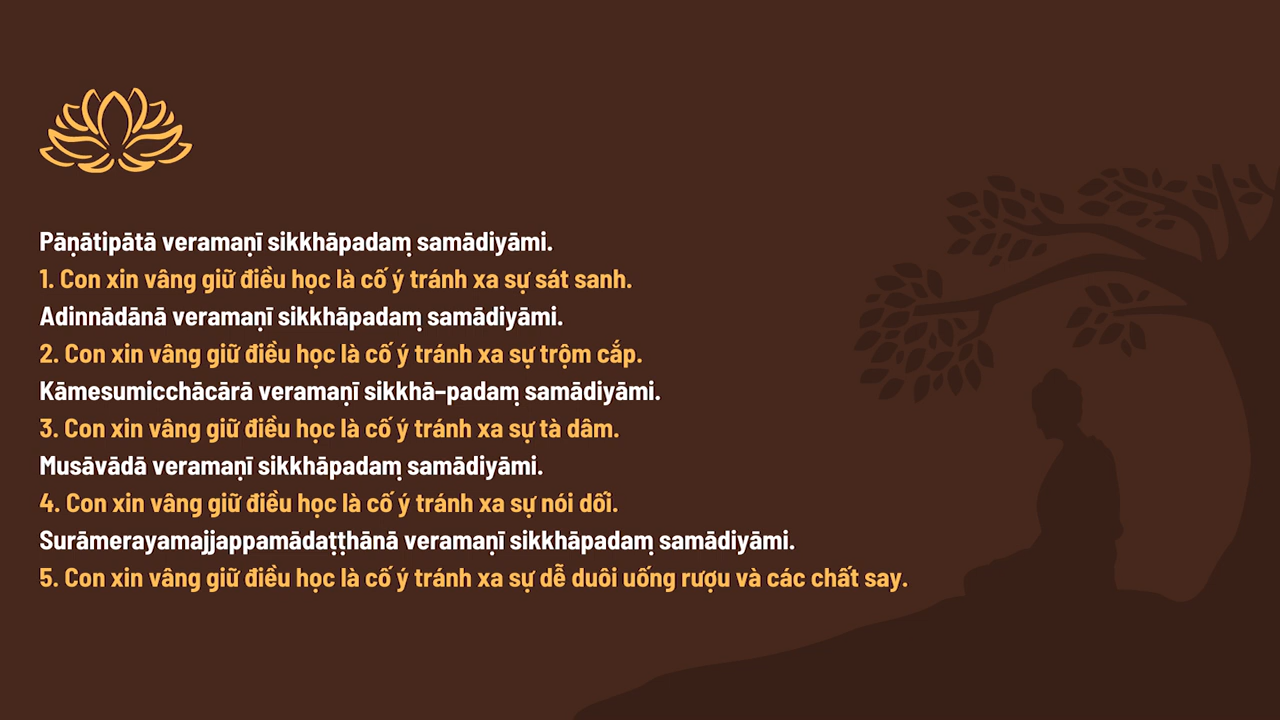 Pāṇātipātā veramaṇī sikkhāpadaṃ samādiyāmi.
1. Con xin vâng giữ điều học là cố ý tránh xa sự sát sanh.
Adinnādānā veramaṇī sikkhāpadaṃ samādiyāmi.
2. Con xin vâng giữ điều học là cố ý tránh xa sự trộm cắp.
Kāmesumicchācārā veramaṇī sikkhā–padaṃ samādiyāmi.
3. Con xin vâng giữ điều học là cố ý tránh xa sự tà dâm.
Musāvādā veramaṇī sikkhāpadaṃ samādiyāmi.
4. Con xin vâng giữ điều học là cố ý tránh xa sự nói dối.
Surāmerayamajjappamādaṭṭhānā veramaṇī sikkhāpadaṃ samādiyāmi.
5. Con xin vâng giữ điều học là cố ý tránh xa sự dễ duôi uống rượu và các chất say.